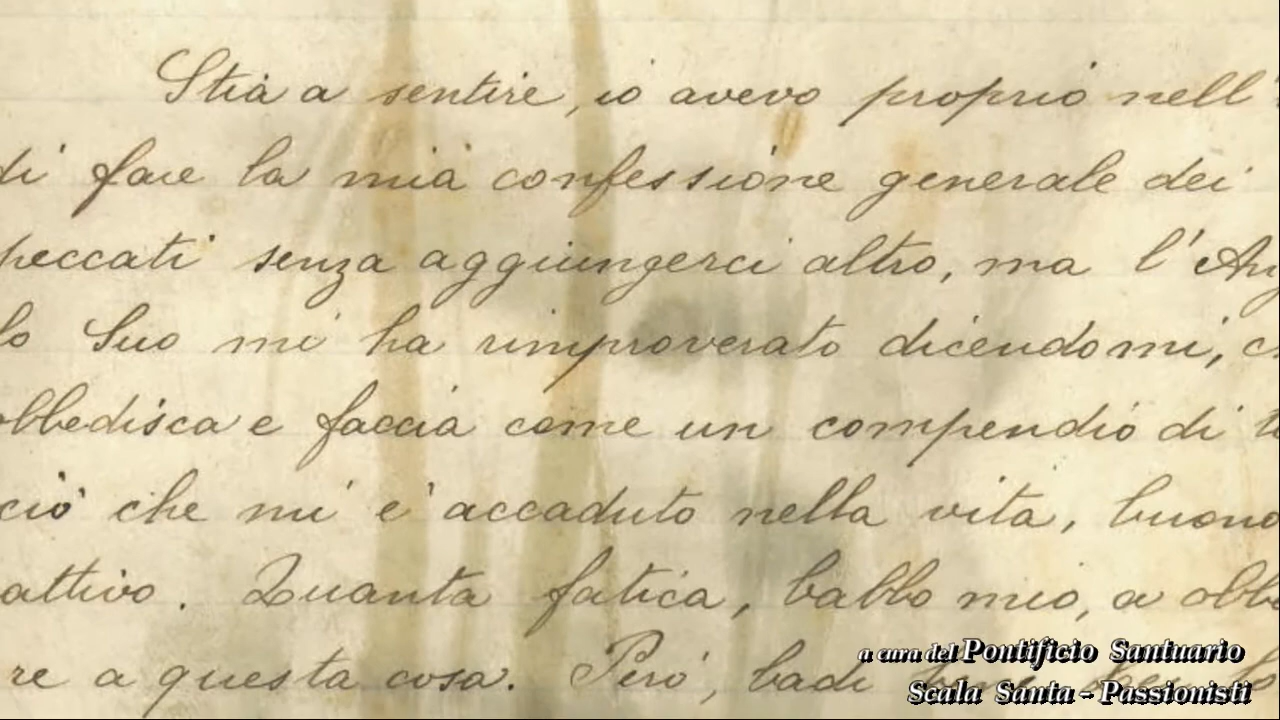 Stia a sentire, io avevo proprio nell
di fare la mia confessione generale dei
peccati senza aggiungerci altro, ma l'Ang
lo Suo mi ha rimproverato dicendomi, c
obbedisca e faccia come un compendio di t
ciò che mi è accaduto nella vita, buono
attivo. Quanta fatica, babbo mio, a obbe
re a questa cosa. Però, badi
a cura del Pontificio Santuario
Scala Santa - Passionisti